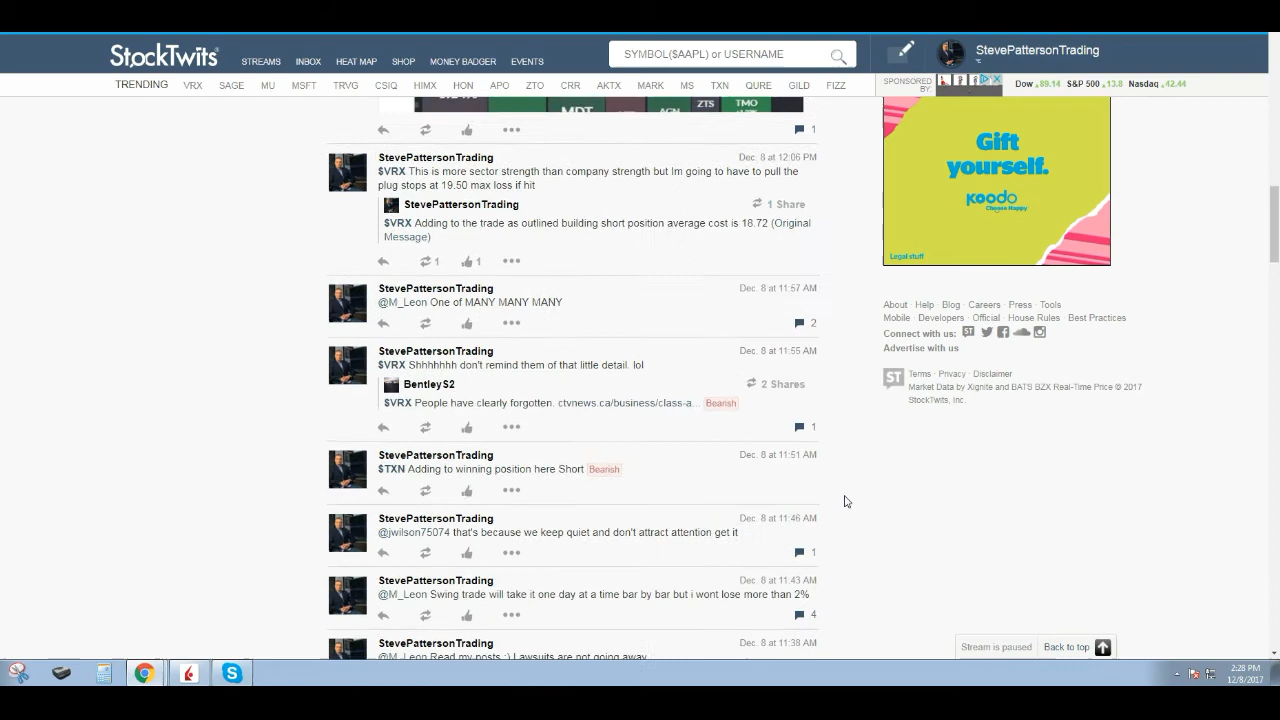 StockTwits
STREAMS INBOX HEAT MAP SHOP MONEY BADGER EVENTS
SYMBOL($AAPL) or USERNAME
StevePattersonTrading
TRENDING VRX SAGE MU MSFT TRVG CSIQ HIMX HON APO ZTO CRR AKTX MARK MS TXN QURE GILD FIZZ
SPONSORED BY:
Dow 89.14 S&P 500 13.8 Nasdaq 42.44
MDT AGN ZTS TMO
1
StevePattersonTrading Dec. 8 at 12:06 PM
$VRX This is more sector strength than company strength but Im going to have to pull the
plug stops at 19.50 max loss if hit
StevePattersonTrading 1 Share
$VRX Adding to the trade as outlined building short position average cost is 18.72 (Original
Message)
1 1
StevePattersonTrading Dec. 8 at 11:57 AM
@M_Leon One of MANY MANY MANY
2
StevePattersonTrading Dec. 8 at 11:55 AM
$VRX Shhhhhhh don't remind them of that little detail. lol
BentleyS2 2 Shares
$VRX People have clearly forgotten. ctvnews.ca/business/class-a... Bearish
1
StevePattersonTrading Dec. 8 at 11:51 AM
$TXN Adding to winning position here Short Bearish
StevePattersonTrading Dec. 8 at 11:46 AM
@jwilson75074 that's because we keep quiet and don't attract attention get it
1
StevePattersonTrading Dec. 8 at 11:43 AM
@M_Leon Swing trade will take it one day at a time bar by bar but i wont lose more than 2%
4
StevePattersonTrading Dec. 8 at 11:38 AM
@M_Leon Read my posts :) Lawsuits are not going away
Gift
yourself.
koodo
Choose Happy
Legal stuff
About · Help · Blog · Careers · Press · Tools
Mobile · Developers · Official · House Rules · Best Practices
Connect with us: ST
Advertise with us
ST
Terms · Privacy · Disclaimer
Market Data by Xignite and BATS BZX Real-Time Price © 2017
StockTwits, Inc.
Stream is paused Back to top
2:28 PM
12/8/2017